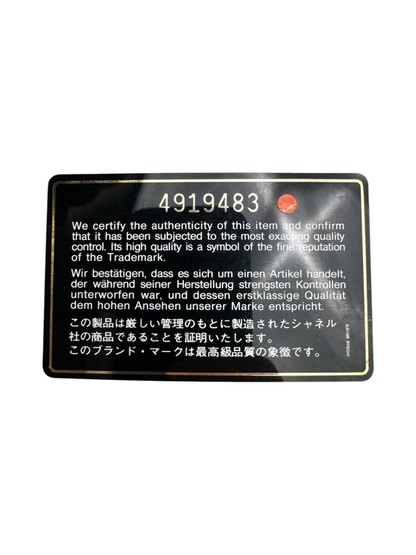 4919483
We certify the authenticity of this item and confirm
that it has been subjected to the most exacting quality
control. Its high quality is a symbol of the fine reputation
of the Trademark.
Wir bestätigen, dass es sich um einen Artikel handelt,
der während seiner Herstellung strengsten Kontrollen
unterworfen war, und dessen erstklassige Qualität
dem hohen Ansehen unserer Marke entspricht.
この製品は厳しい管理のもとに製造されたシャネル
社の商品であることを証明いたします。
このブランド・マークは最高級品質の象徴です。